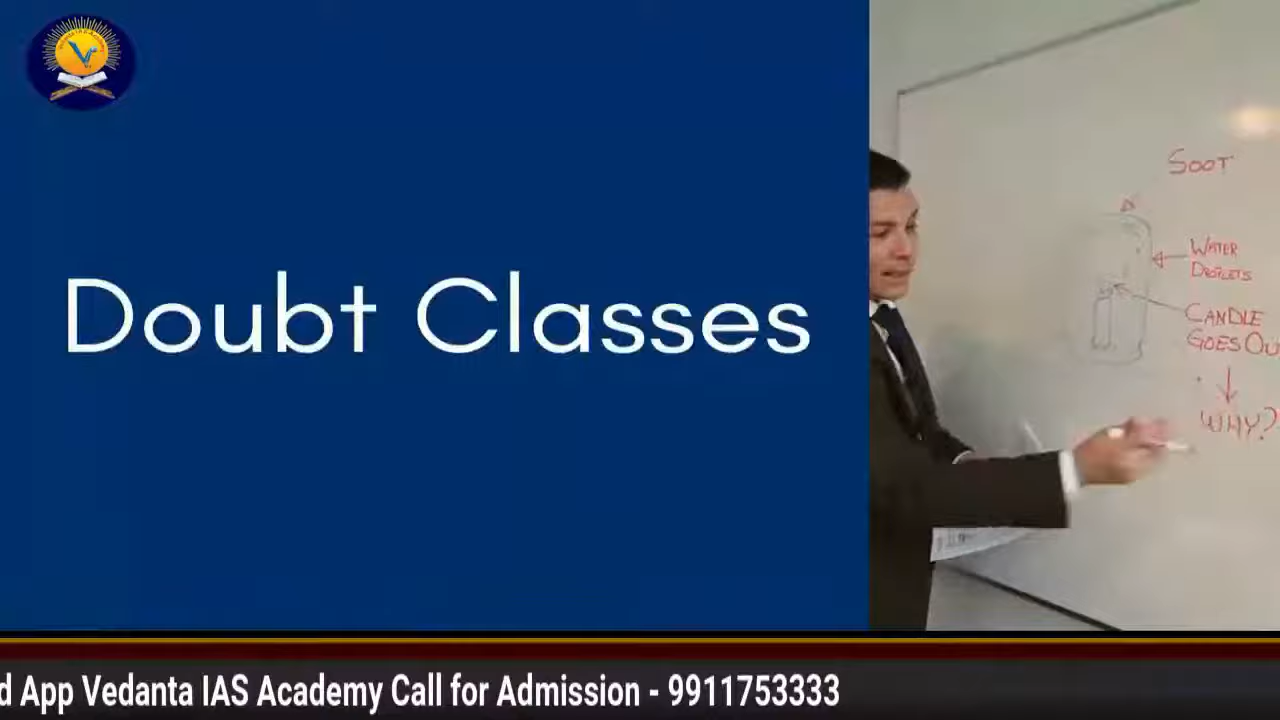 Doubt Classes
SOOT
WATER
DROPLETS
CANDLE
GOES OU
WHY?
d App Vedanta IAS Academy Call for Admission - 9911753333